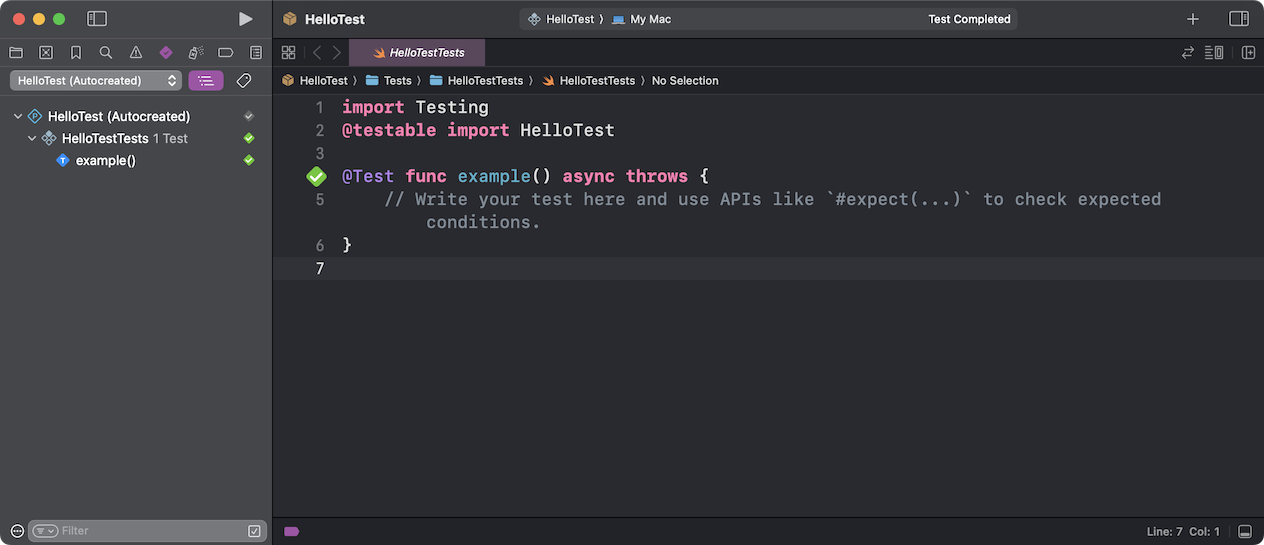 HelloTest
HelloTest ⟩ My Mac
Test Completed
HelloTest (Autocreated)
HelloTestTests
HelloTest ⟩ Tests ⟩ HelloTestTests ⟩ HelloTestTests ⟩ No Selection
HelloTest (Autocreated)
HelloTestTests 1 Test
example()
1 import Testing
2 @testable import HelloTest
3
@Test func example() async throws {
5 // Write your test here and use APIs like `#expect(...)` to check expected
conditions.
6 }
7
Filter
Line: 7 Col: 1